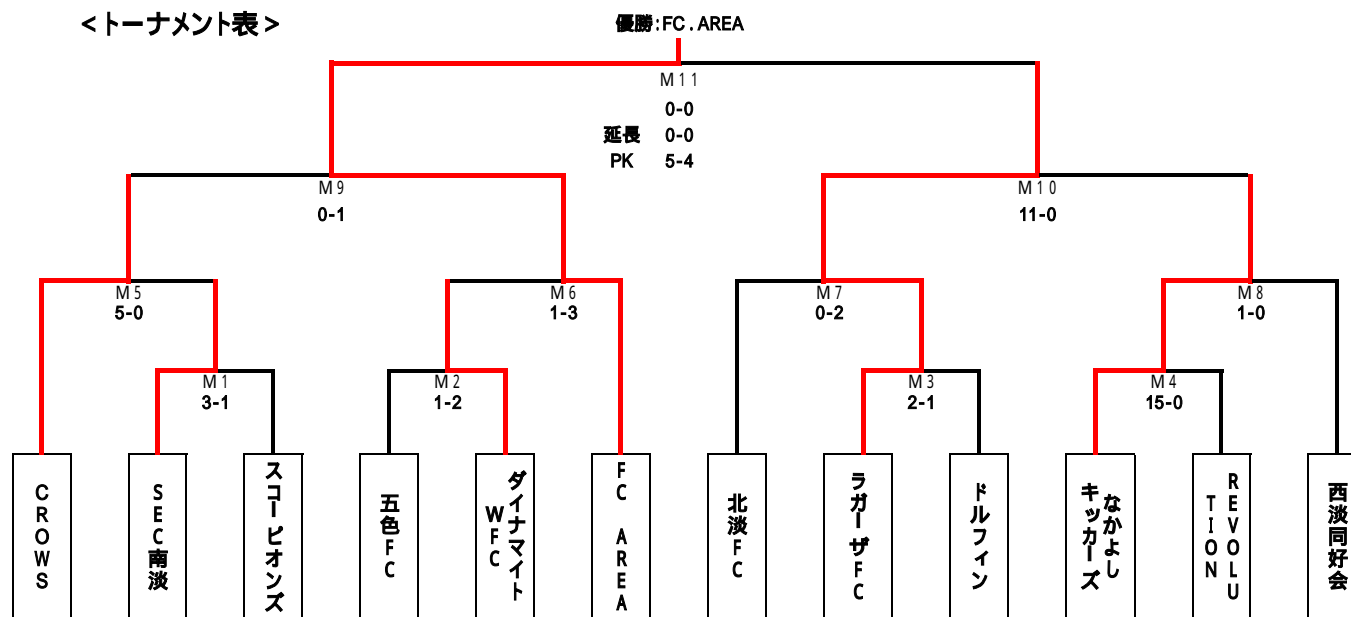 <トーナメント表>
優勝:FC.AREA
M11
0-0
延長 0-0
PK 5-4
M9
0-1
M10
11-0
M5
5-0
M6
1-3
M7
0-2
M8
1-0
M1
3-1
M2
1-2
M3
2-1
M4
15-0
CROWS
SEC南淡
スコーピオンズ
五色FC
ダイナマイト
WFC
FC AREA
北淡FC
ラガーザFC
ドルフィン
なかよし
キッカーズ
REVOLU
TION
西淡同好会